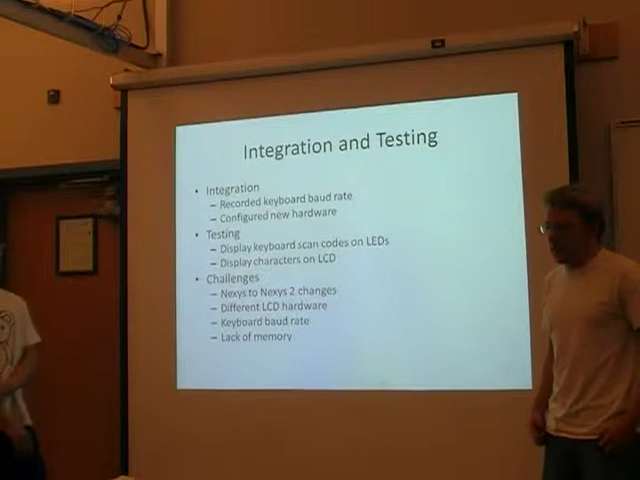 Integration and Testing
• Integration
– Recorded keyboard baud rate
– Configured new hardware
• Testing
– Display keyboard scan codes on LEDs
– Display characters on LCD
• Challenges
– Nexys to Nexys 2 changes
– Different LCD hardware
– Keyboard baud rate
– Lack of memory